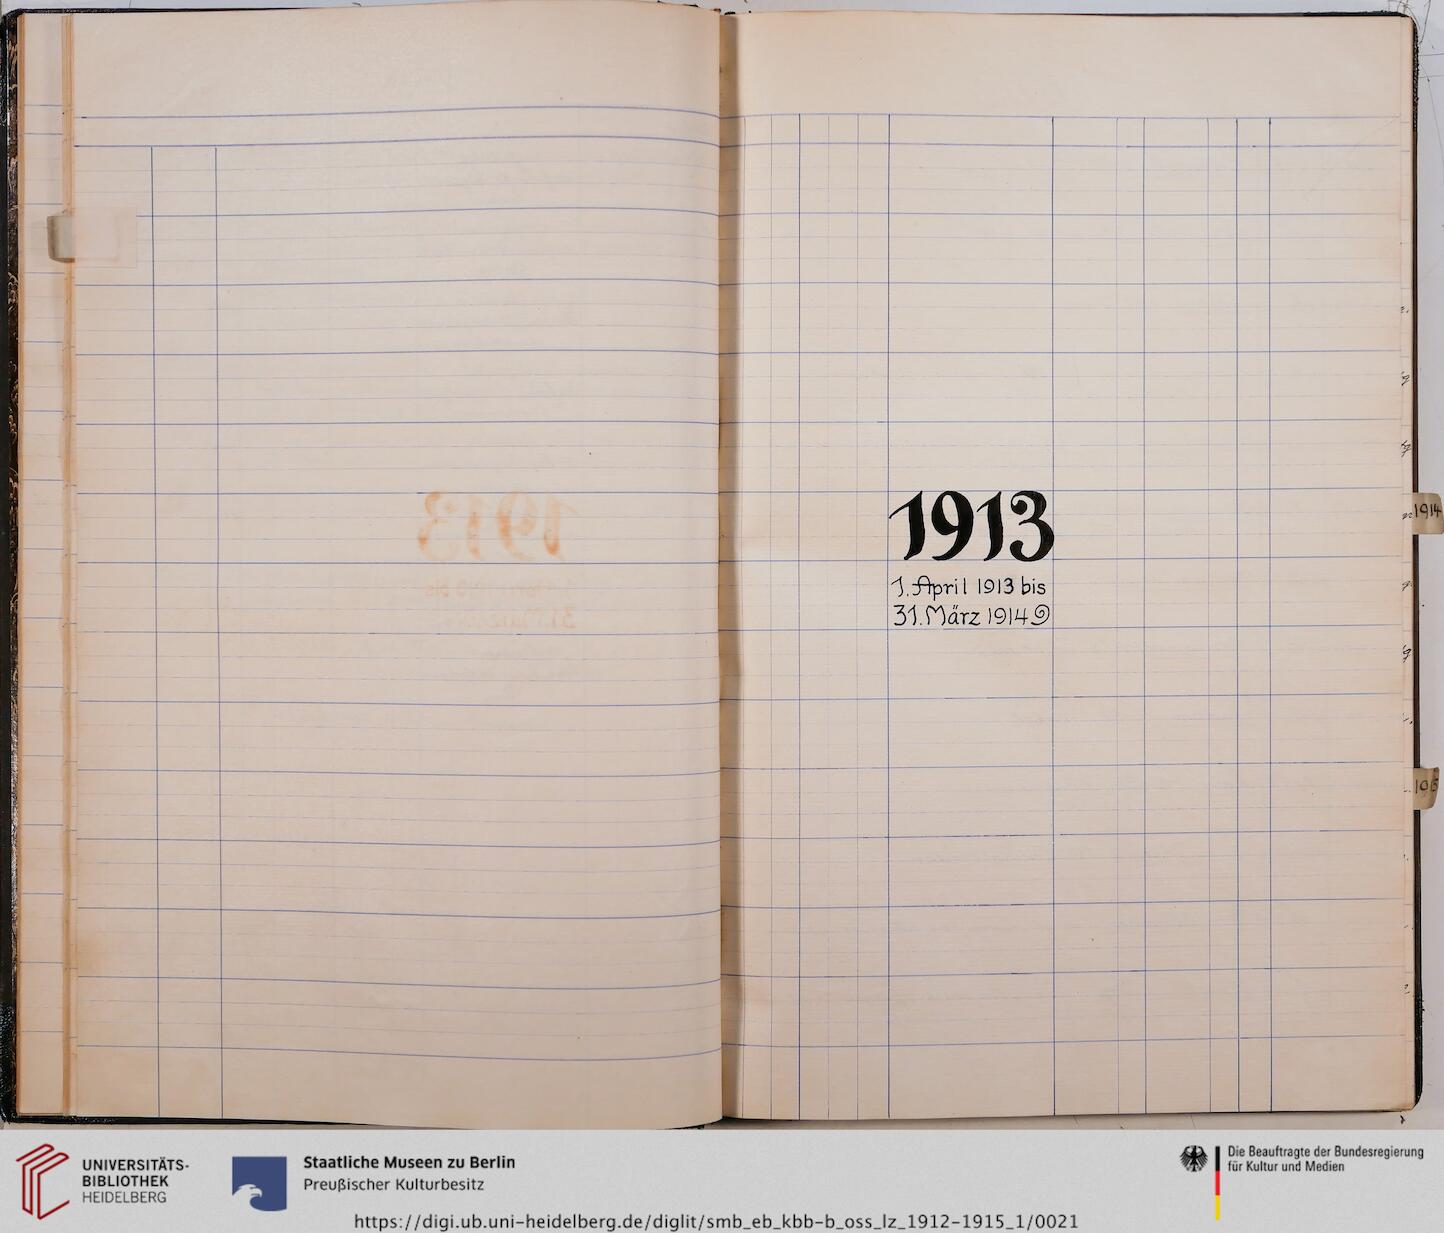 1913
1. April 1913 bis
31. März 1914
1914
UNIVERSITÄTS-
BIBLIOTHEK
HEIDELBERG
Staatliche Museen zu Berlin
Preußischer Kulturbesitz
Die Beauftragte der Bundesregierung
für Kultur und Medien
https://digi.ub.uni-heidelberg.de/diglit/smb_eb_kbb-b_oss_lz_1912-1915_1/0021